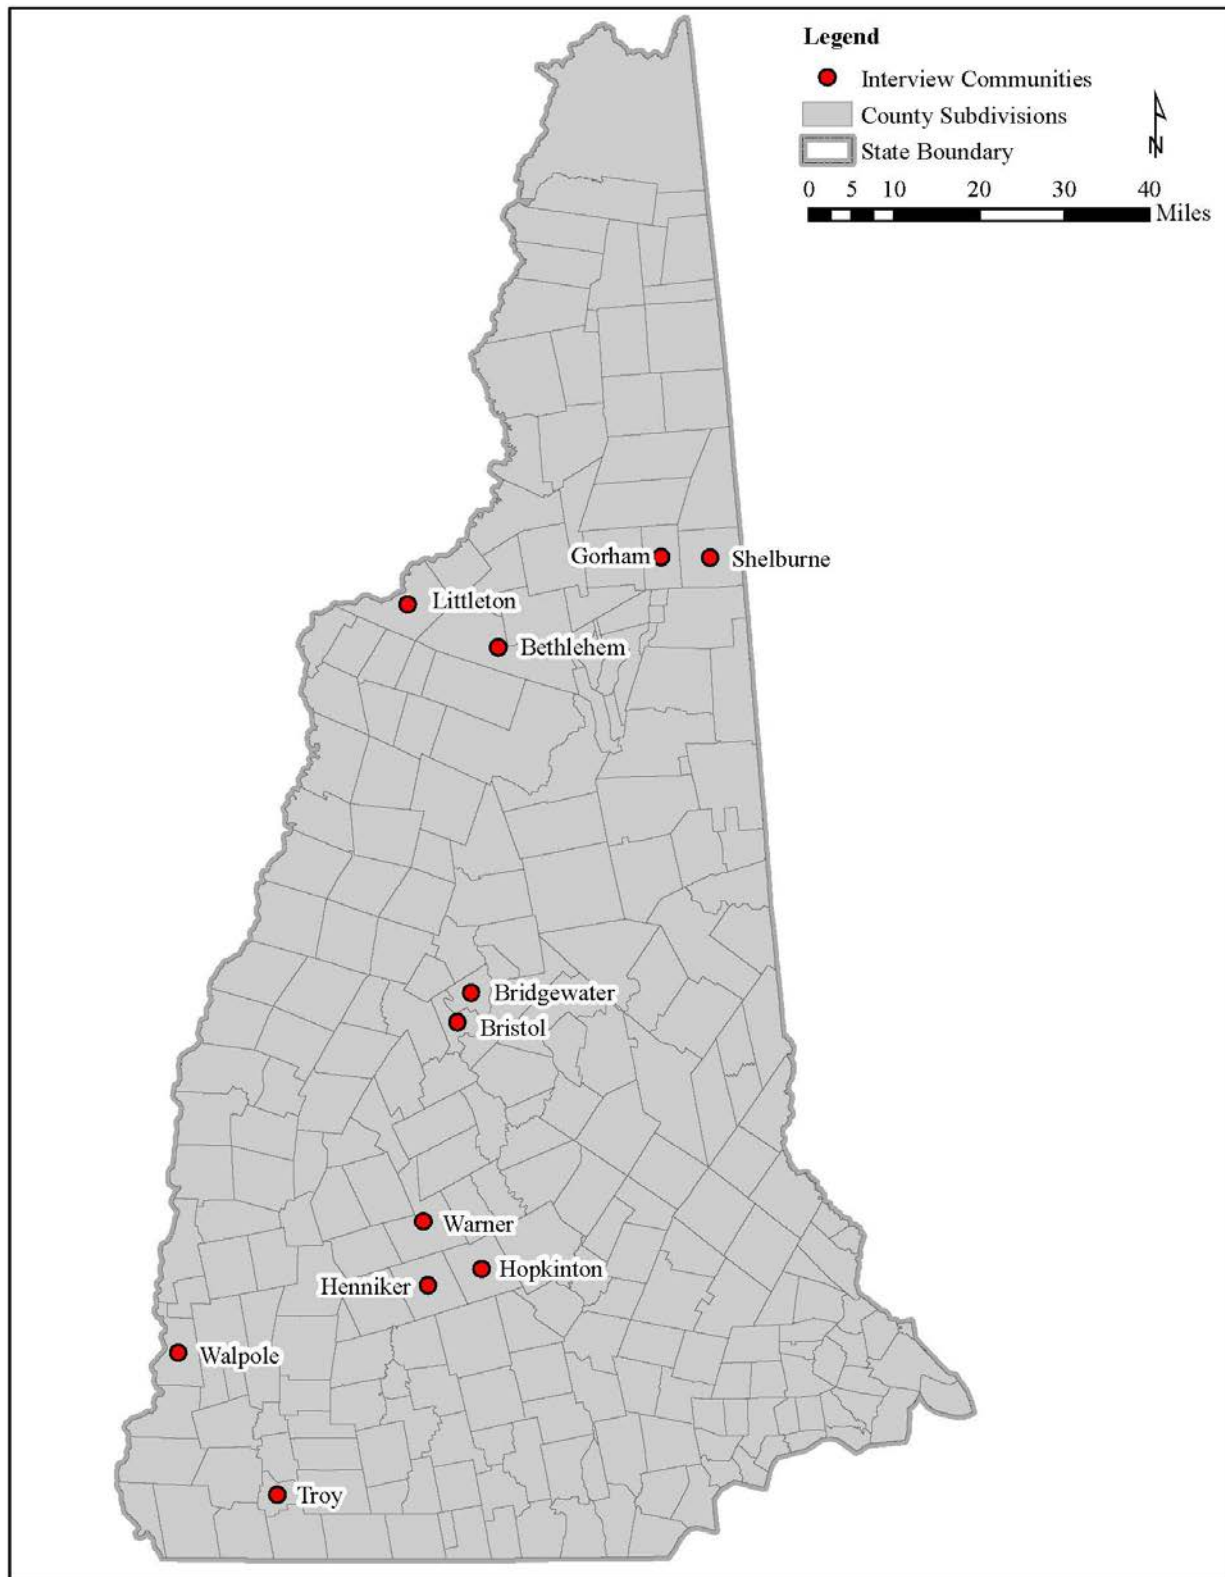 Legend
Interview Communities
County Subdivisions
State Boundary
N
0 5 10 20 30 40
Miles
Gorham
Shelburne
Littleton
Bethlehem
Bridgewater
Bristol
Warner
Hopkinton
Henniker
Walpole
Troy